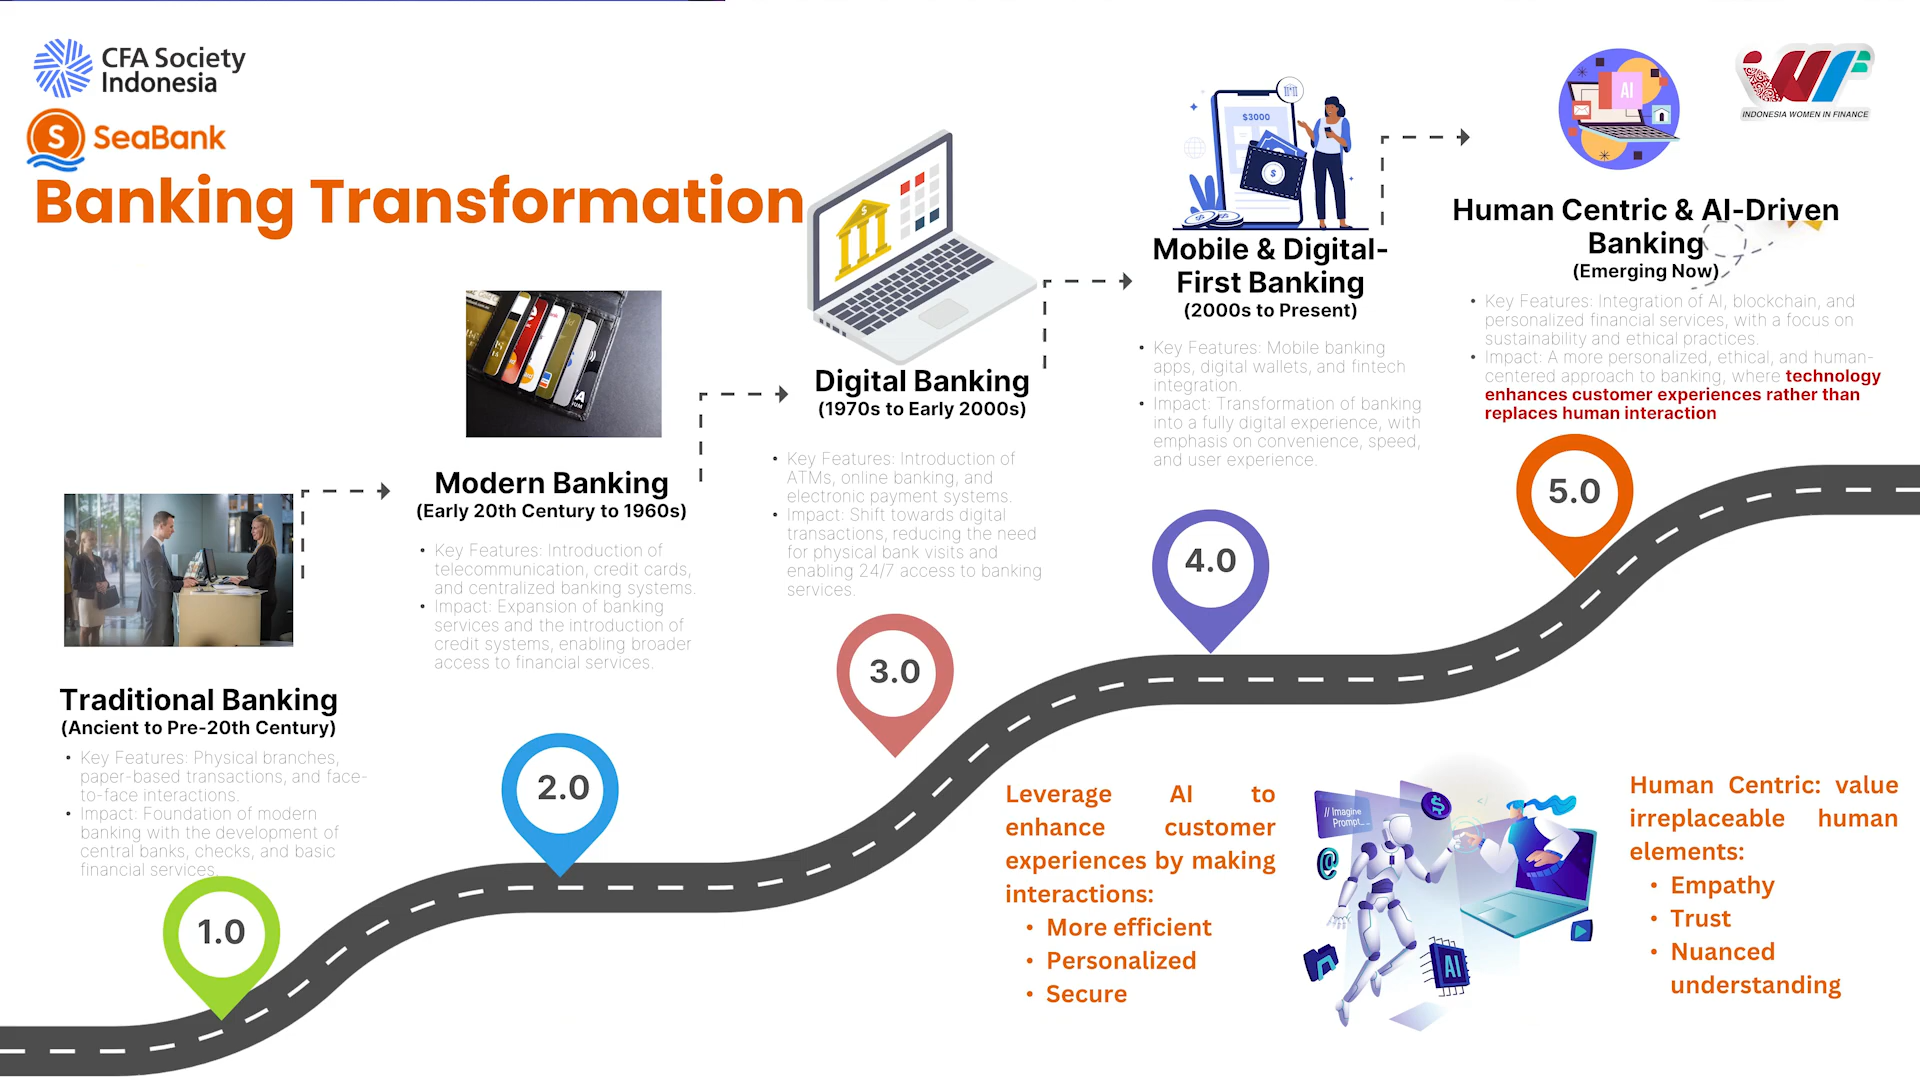 CFA Society
Indonesia
SeaBank
Banking Transformation
INDONESIA WOMEN IN FINANCE
Traditional Banking
(Ancient to Pre-20th Century)
• Key Features: Physical branches,
paper-based transactions, and face-
to-face interactions.
• Impact: Foundation of modern
banking with the development of
central banks, checks, and basic
financial services.
1.0
Modern Banking
(Early 20th Century to 1960s)
• Key Features: Introduction of
telecommunication, credit cards,
and centralized banking systems.
• Impact: Expansion of banking
services and the introduction of
credit systems, enabling broader
access to financial services.
2.0
Digital Banking
(1970s to Early 2000s)
• Key Features: Introduction of
ATMs, online banking, and
electronic payment systems.
• Impact: Shift towards digital
transactions, reducing the need
for physical bank visits and
enabling 24/7 access to banking
services.
3.0
$3000
Mobile & Digital-
First Banking
(2000s to Present)
• Key Features: Mobile banking
apps, digital wallets, and fintech
integration.
• Impact: Transformation of banking
into a fully digital experience, with
emphasis on convenience, speed,
and user experience.
4.0
AI
Human Centric & AI-Driven
Banking
(Emerging Now)
• Key Features: Integration of AI, blockchain, and
personalized financial services, with a focus on
sustainability and ethical practices.
• Impact: A more personalized, ethical, and human-
centered approach to banking, where technology
enhances customer experiences rather than
replaces human interaction
5.0
Leverage AI to
enhance customer
experiences by making
interactions:
• More efficient
• Personalized
• Secure
// Imagine
Prompt_
AI
Human Centric: value
irreplaceable human
elements:
• Empathy
• Trust
• Nuanced
understanding